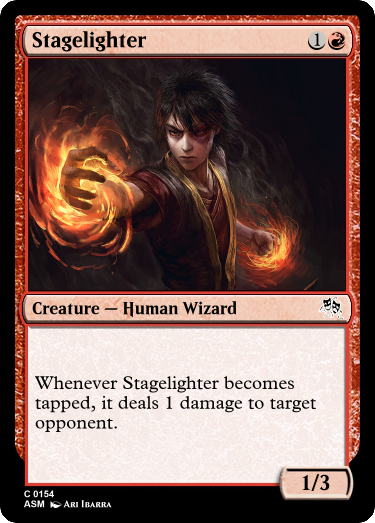 Stagelighter 1
Creature — Human Wizard
Whenever Stagelighter becomes
tapped, it deals 1 damage to target
opponent.
1/3
C 0154
ASM Ari Ibarra